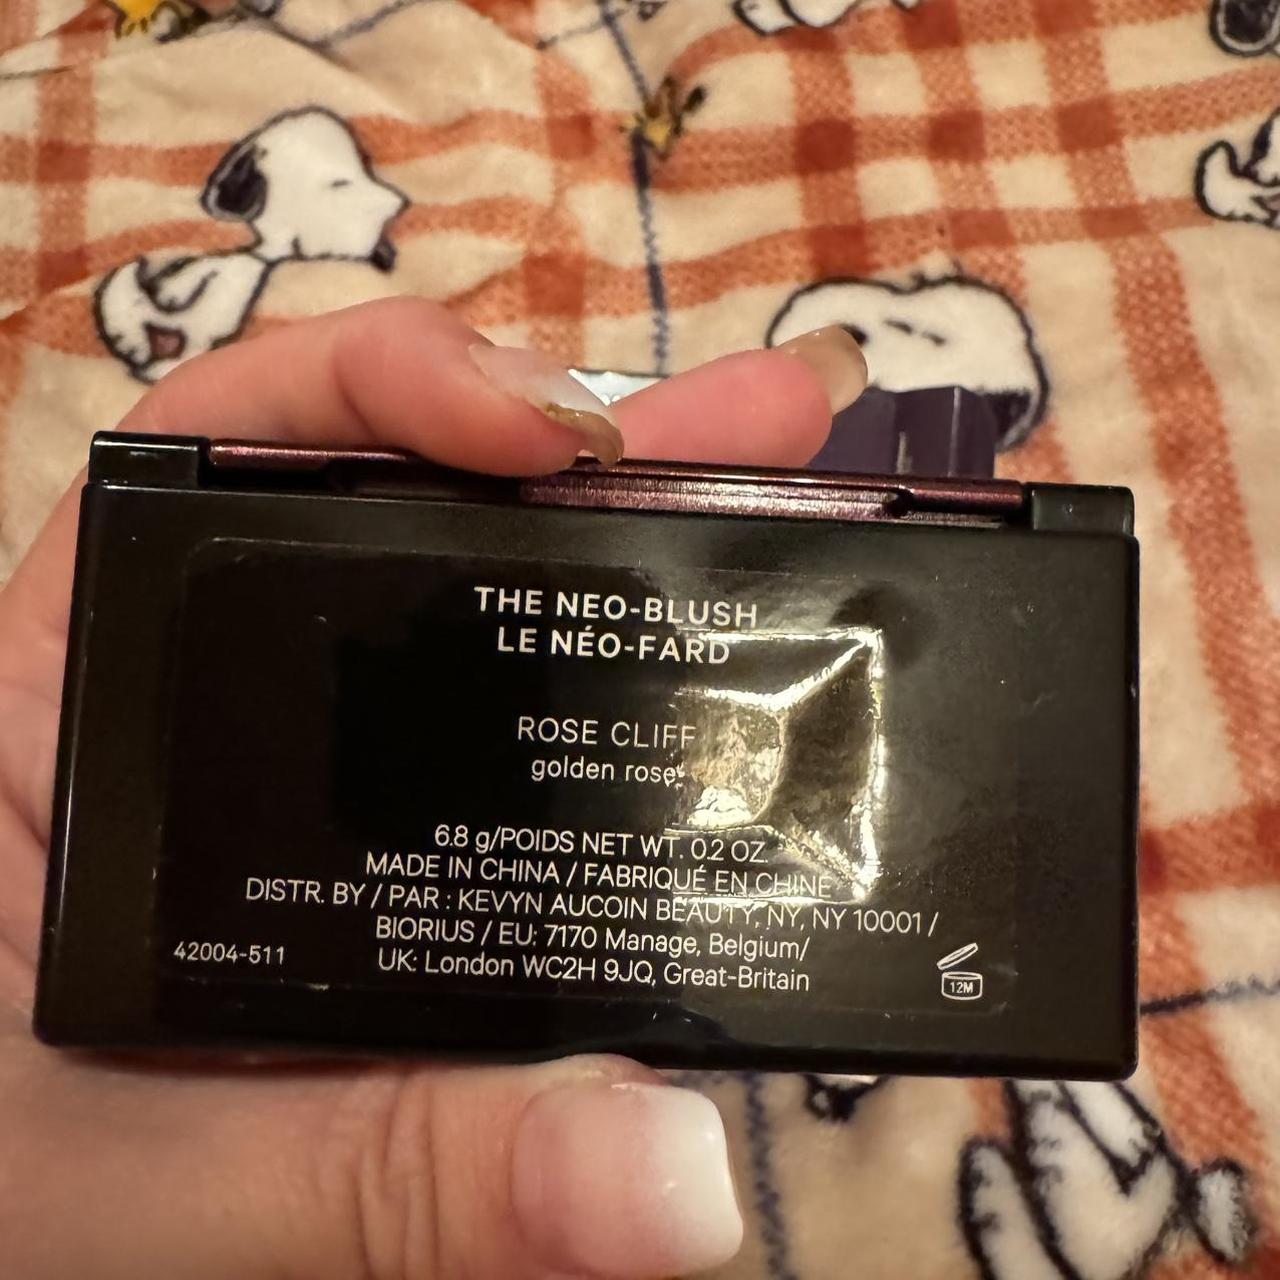 THE NEO-BLUSH
LE NÉO-FARD
ROSE CLIFF
golden rose
6.8 g/POIDS NET WT. 0.2 OZ.
MADE IN CHINA / FABRIQUÉ EN CHINE
DISTR. BY / PAR : KEVYN AUCOIN BEAUTY, NY, NY 10001 /
BIORIUS / EU: 7170 Manage, Belgium/
UK: London WC2H 9JQ, Great-Britain
42004-511
12M